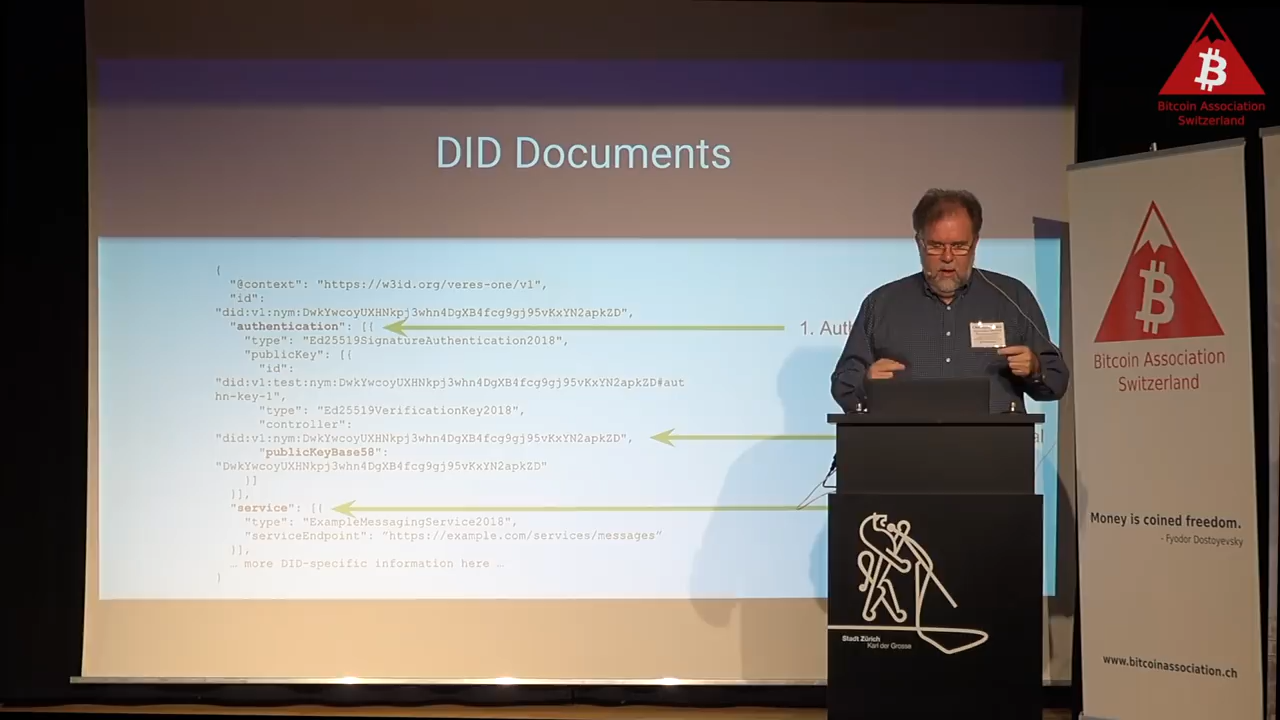 DID Documents
{
"@context": "https://w3id.org/veres-one/v1",
"id":
"did:v1:nym:DwkYwcoyUXHNkpj3whn4DgXB4fcg9gj95vKxYN2apkZD",
"authentication": [{
"type": "Ed25519SignatureAuthentication2018",
"publicKey": [{
"id":
"did:v1:test:nym:DwkYwcoyUXHNkpj3whn4DgXB4fcg9gj95vKxYN2apkZD#aut
hn-key-1",
"type": "Ed25519VerificationKey2018",
"controller":
"did:v1:nym:DwkYwcoyUXHNkpj3whn4DgXB4fcg9gj95vKxYN2apkZD",
"publicKeyBase58":
"DwkYwcoyUXHNkpj3whn4DgXB4fcg9gj95vKxYN2apkZD"
}]
}],
"service": [{
"type": "ExampleMessagingService2018",
"serviceEndpoint": "https://example.com/services/messages"
}],
… more DID-specific information here …
}
1. Auth
Stadt Zürich
Karl der Grosse
Bitcoin Association
Switzerland
Bitcoin Association
Switzerland
Money is coined freedom.
- Fyodor Dostoyevsky
www.bitcoinassociation.ch